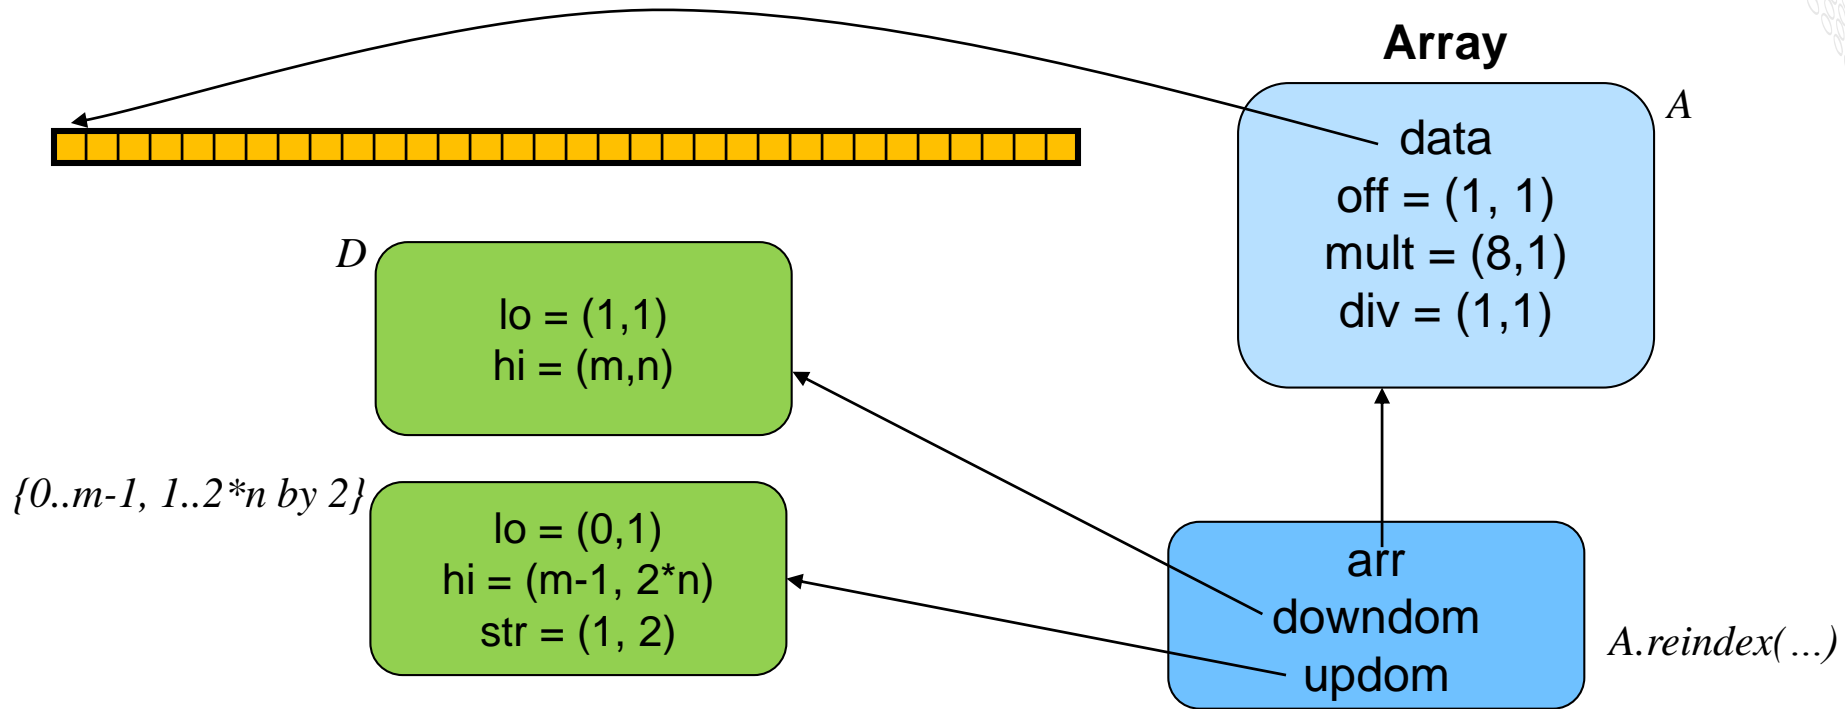 Array
A
data
off = (1, 1)
mult = (8,1)
div = (1,1)
D
lo = (1,1)
hi = (m,n)
{0..m-1, 1..2*n by 2}
lo = (0,1)
hi = (m-1, 2*n)
str = (1, 2)
arr
downdom
updom
A.reindex(...)